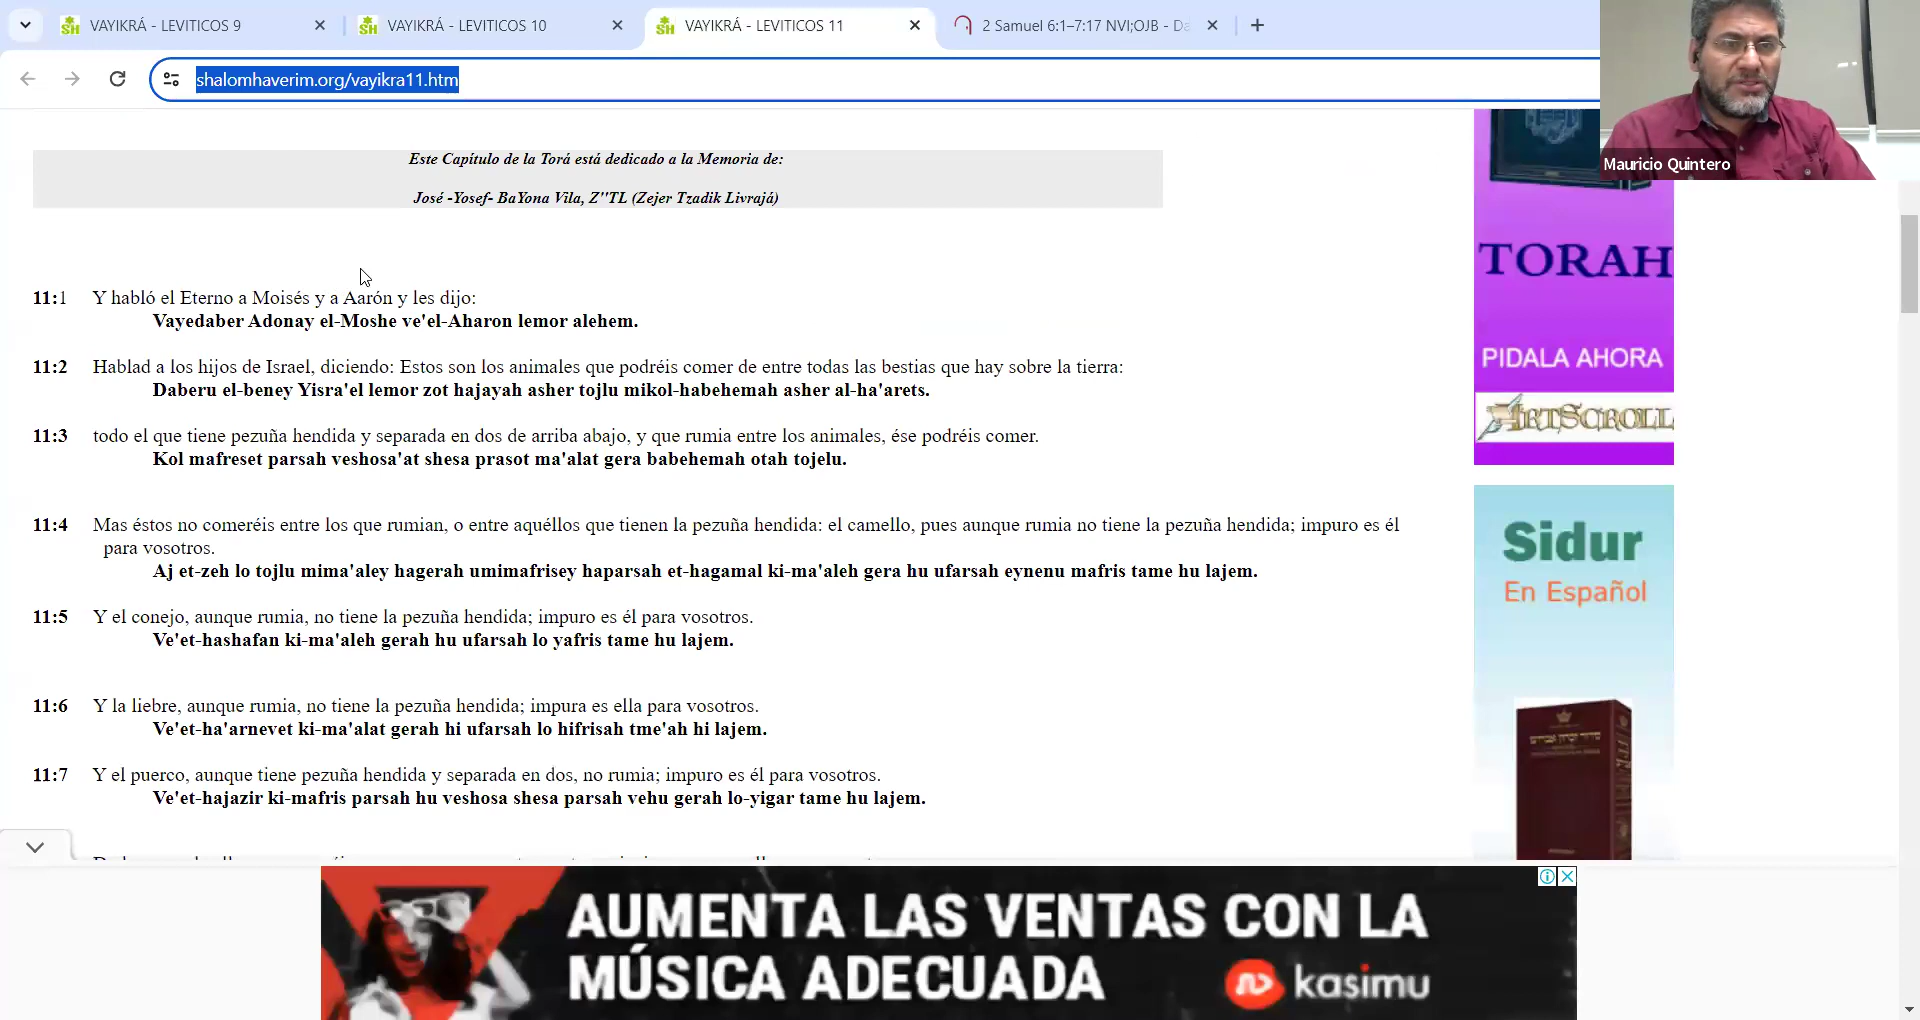 VAYIKRÁ - LEVITICOS 9
VAYIKRÁ - LEVITICOS 10
VAYIKRÁ - LEVITICOS 11
2 Samuel 6:1–7:17 NVI;OJB - Da
shalomhaverim.org/vayikra11.htm
Mauricio Quintero
Este Capítulo de la Torá está dedicado a la Memoria de:
José -Yosef- BaYona Vila, Z"TL (Zejer Tzadik Livrajá)
11:1 Y habló el Eterno a Moisés y a Aarón y les dijo:
Vayedaber Adonay el-Moshe ve'el-Aharon lemor alehem.
11:2 Hablad a los hijos de Israel, diciendo: Estos son los animales que podréis comer de entre todas las bestias que hay sobre la tierra:
Daberu el-beney Yisra'el lemor zot hajayah asher tojlu mikol-habehemah asher al-ha'arets.
11:3 todo el que tiene pezuña hendida y separada en dos de arriba abajo, y que rumia entre los animales, ése podréis comer.
Kol mafreset parsah veshosa'at shesa prasot ma'alat gera babehemah otah tojelu.
11:4 Mas éstos no comeréis entre los que rumian, o entre aquéllos que tienen la pezuña hendida: el camello, pues aunque rumia no tiene la pezuña hendida; impuro es él
para vosotros.
Aj et-zeh lo tojlu mima'aley hagerah umimafrisey haparsah et-hagamal ki-ma'aleh gera hu ufarsah eynenu mafris tame hu lajem.
11:5 Y el conejo, aunque rumia, no tiene la pezuña hendida; impuro es él para vosotros.
Ve'et-hashafan ki-ma'aleh gerah hu ufarsah lo yafris tame hu lajem.
11:6 Y la liebre, aunque rumia, no tiene la pezuña hendida; impura es ella para vosotros.
Ve'et-ha'arnevet ki-ma'alat gerah hi ufarsah lo hifrisah tme'ah hi lajem.
11:7 Y el puerco, aunque tiene pezuña hendida y separada en dos, no rumia; impuro es él para vosotros.
Ve'et-hajazir ki-mafris parsah hu veshosa shesa parsah vehu gerah lo-yigar tame hu lajem.
TORAH
PIDALA AHORA
ARTSCROLL
Sidur
En Español
AUMENTA LAS VENTAS CON LA
MÚSICA ADECUADA
kasimu